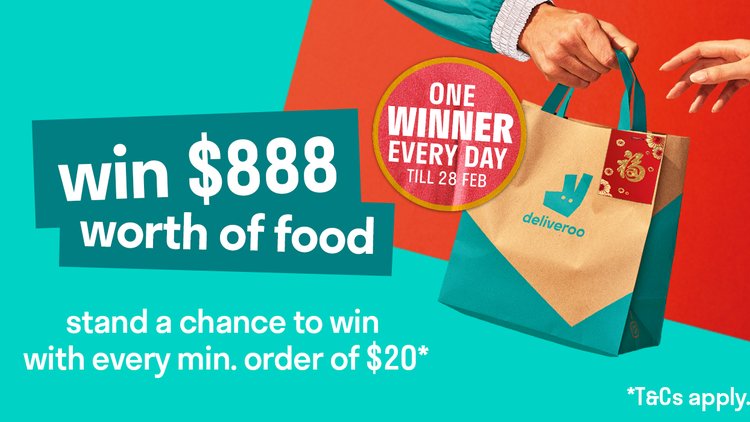 win $888
worth of food
stand a chance to win
with every min. order of $20*
ONE
WINNER
EVERY DAY
TILL 28 FEB
福
deliveroo
*T&Cs apply.